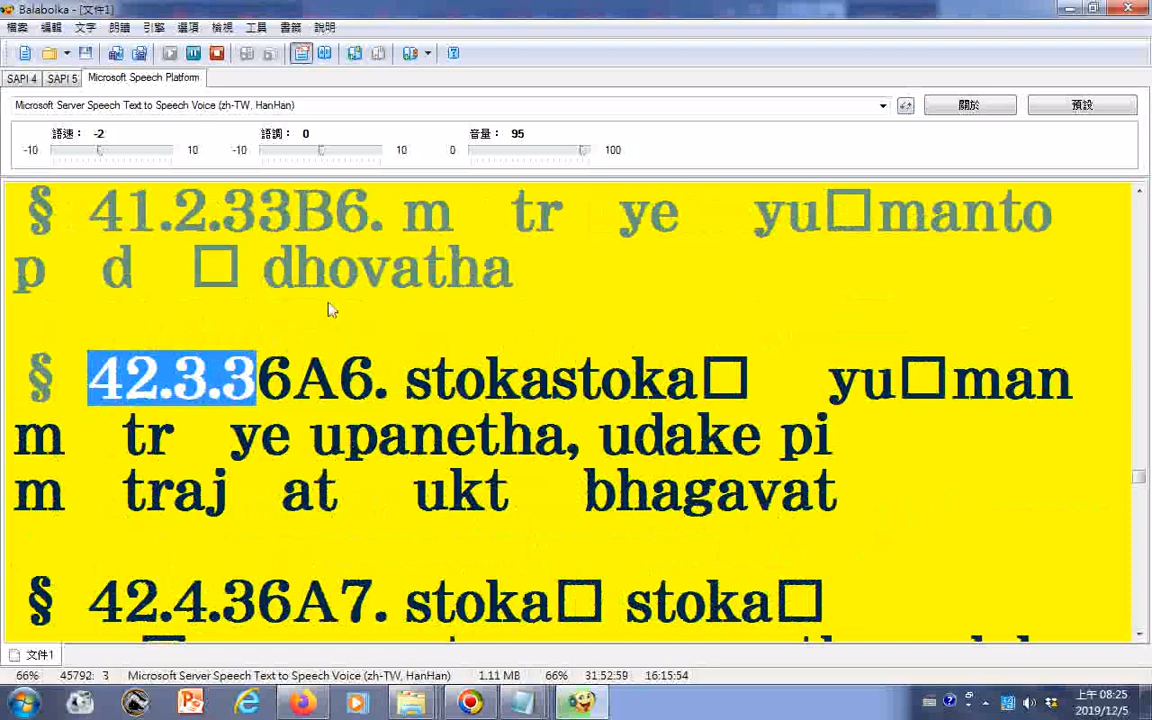 Balabolka - [文件1]
檔案 編輯 文字 朗讀 引擎 選項 檢視 工具 書籤 說明
SAPI 4 SAPI 5 Microsoft Speech Platform
Microsoft Server Speech Text to Speech Voice (zh-TW, HanHan) 關於 預設
語速： -2 語調： 0 音量： 95
-10 10 -10 10 0 100
§ 41.2.33B6. m tr ye yu□manto
p d □ dhovatha
§ 42.3.36A6. stokastoka□ yu□man
m tr ye upanetha, udake pi
m traj at ukt bhagavat
§ 42.4.36A7. stoka□ stoka□
文件1
66% 45792: 3 Microsoft Server Speech Text to Speech Voice (zh-TW, HanHan) 1.11 MB 66% 31:52:59 16:15:54
上午 08:25
2019/12/5